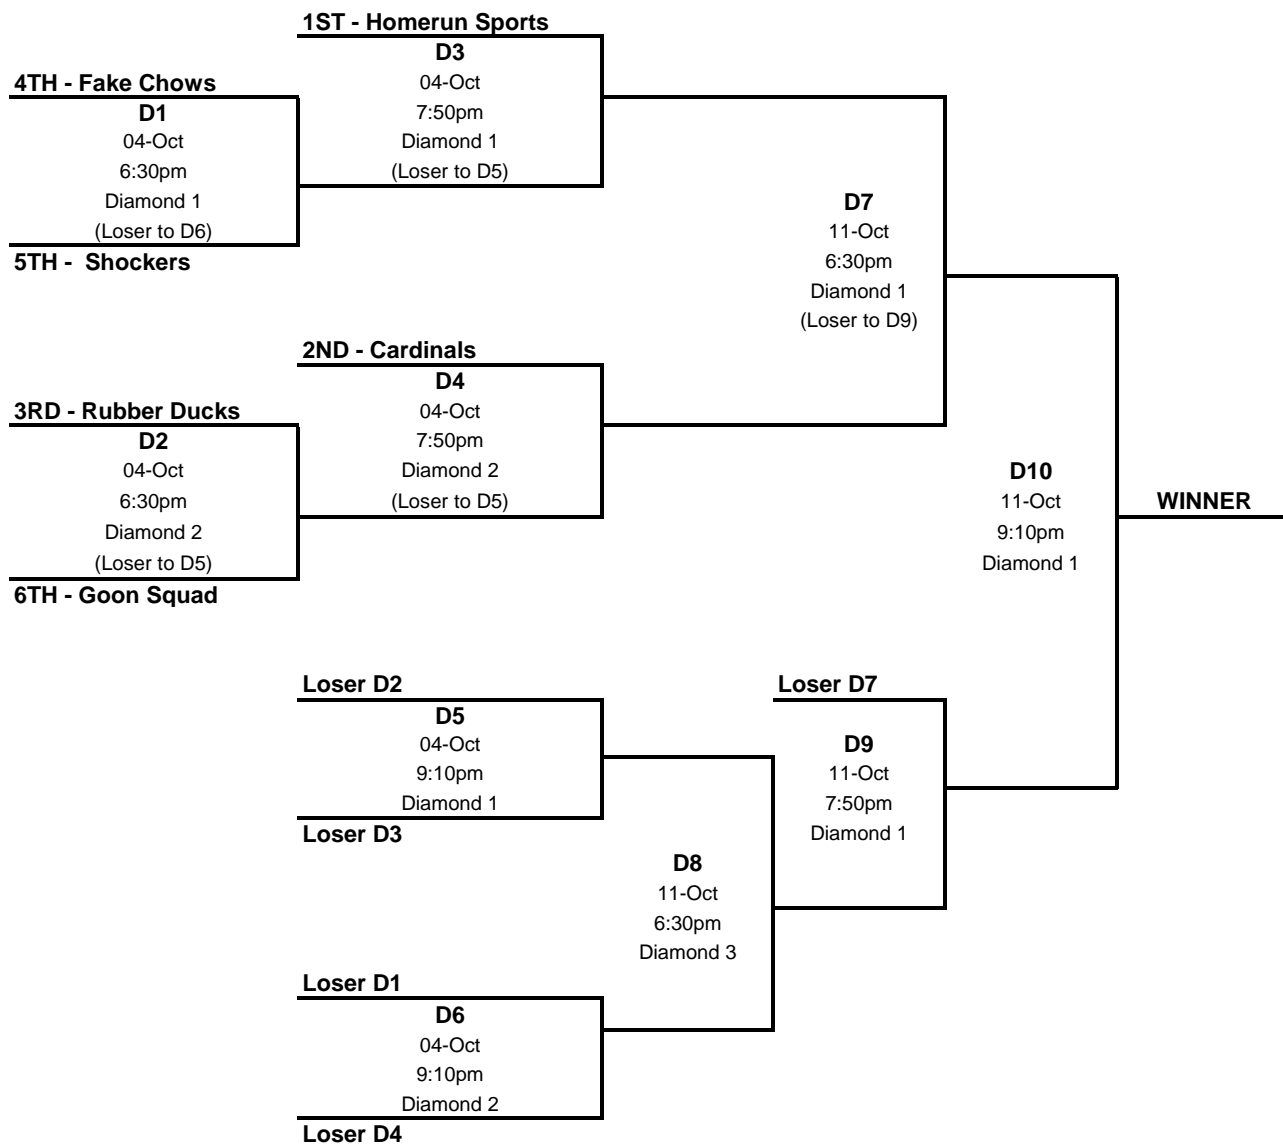 1ST - Homerun Sports
D3
04-Oct
7:50pm
Diamond 1
(Loser to D5)
4TH - Fake Chows
D1
04-Oct
6:30pm
Diamond 1
(Loser to D6)
5TH -  Shockers
D7
11-Oct
6:30pm
Diamond 1
(Loser to D9)
2ND - Cardinals
D4
04-Oct
7:50pm
Diamond 2
(Loser to D5)
3RD - Rubber Ducks
D2
04-Oct
6:30pm
Diamond 2
(Loser to D5)
6TH - Goon Squad
D10
11-Oct
9:10pm
Diamond 1
WINNER
Loser D2
D5
04-Oct
9:10pm
Diamond 1
Loser D3
Loser D7
D9
11-Oct
7:50pm
Diamond 1
D8
11-Oct
6:30pm
Diamond 3
Loser D1
D6
04-Oct
9:10pm
Diamond 2
Loser D4